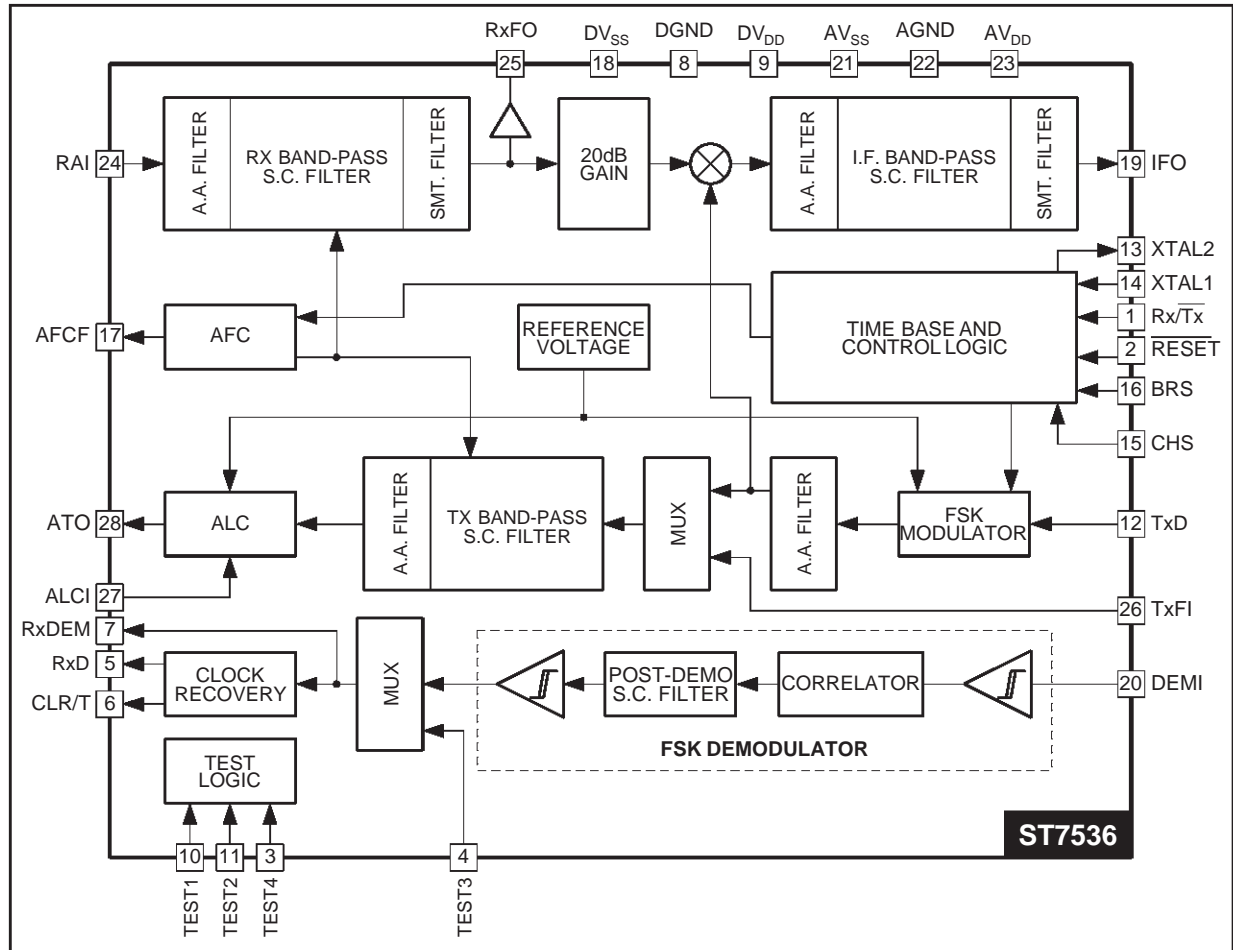 RxFO
DVSS
DGND
DVDD
AVSS
AGND
AVDD
25
18
8
9
21
22
23
RAI
24
A.A. FILTER
RX BAND-PASS
S.C. FILTER
SMT. FILTER
20dB
GAIN
A.A. FILTER
I.F. BAND-PASS
S.C. FILTER
SMT. FILTER
19
IFO
13
XTAL2
14
XTAL1
1
Rx/Tx
2
RESET
16
BRS
15
CHS
AFCF
17
AFC
REFERENCE
VOLTAGE
TIME BASE AND
CONTROL LOGIC
ATO
28
ALC
A.A. FILTER
TX BAND-PASS
S.C. FILTER
MUX
A.A. FILTER
FSK
MODULATOR
12
TxD
ALCI
27
26
TxFI
RxDEM
7
RxD
5
CLR/T
6
CLOCK
RECOVERY
MUX
POST-DEMO
S.C. FILTER
CORRELATOR
20
DEMI
FSK DEMODULATOR
TEST
LOGIC
ST7536
10
11
3
4
TEST1
TEST2
TEST4
TEST3